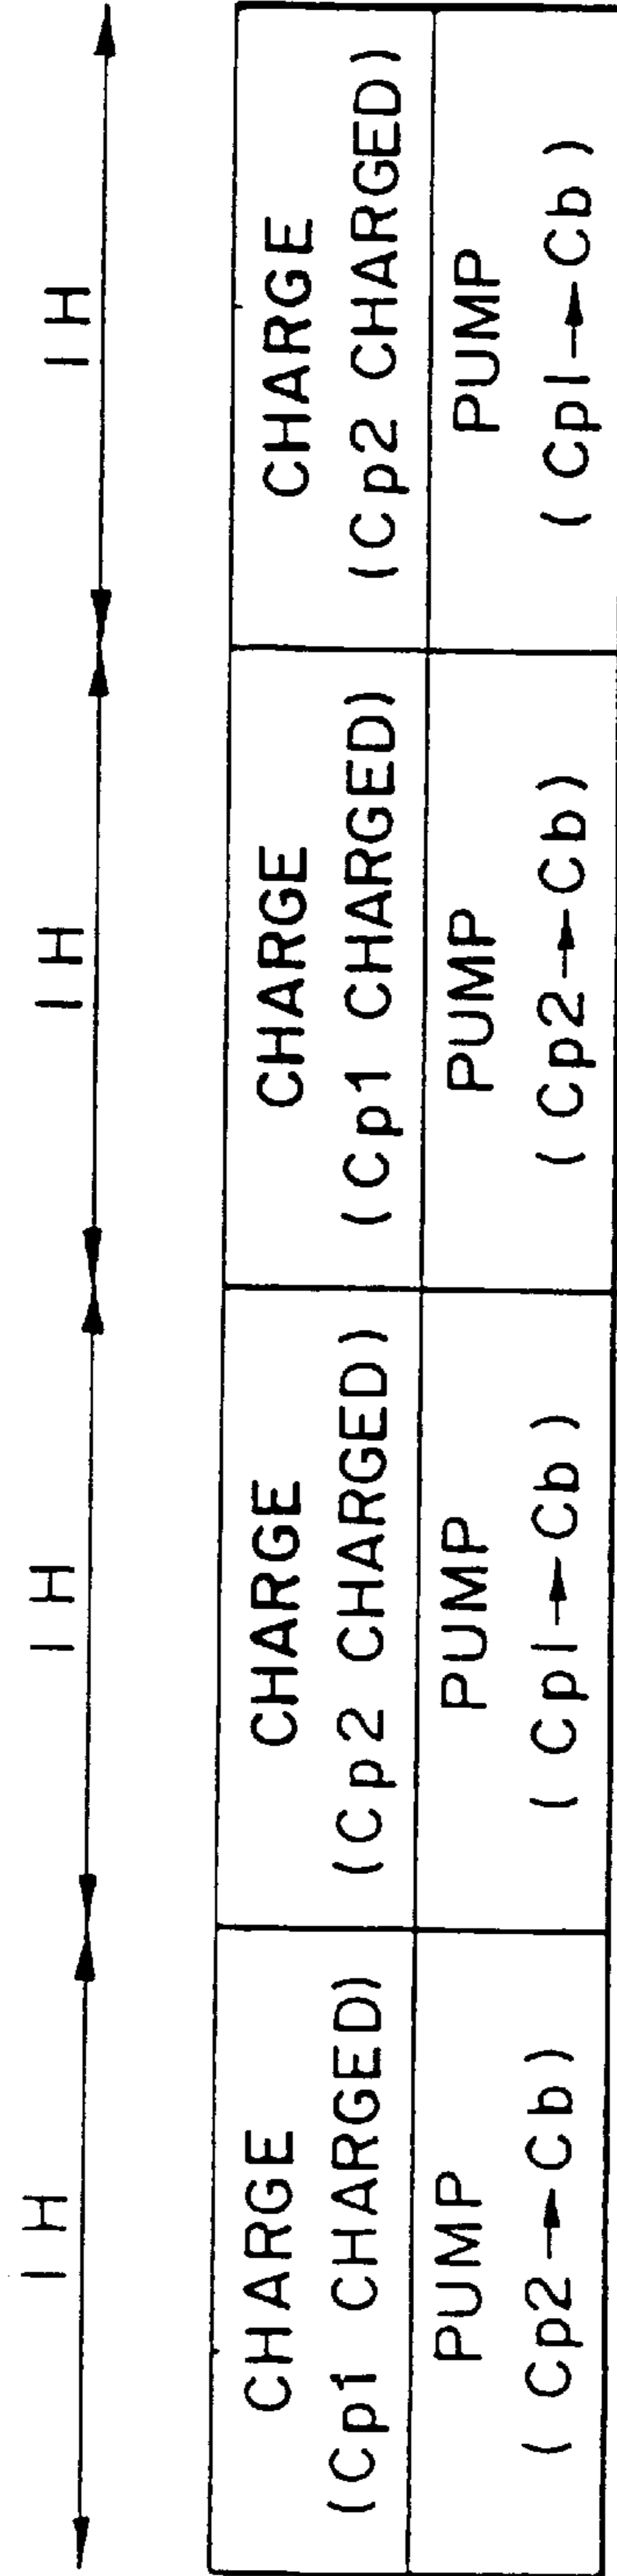 1H 1H 1H 1H
CHARGE CHARGE CHARGE CHARGE
(Cp1 CHARGED) (Cp2 CHARGED) (Cp1 CHARGED) (Cp2 CHARGED)
PUMP PUMP PUMP PUMP
(Cp2→Cb) (Cp1→Cb) (Cp2→Cb) (Cp1→Cb)